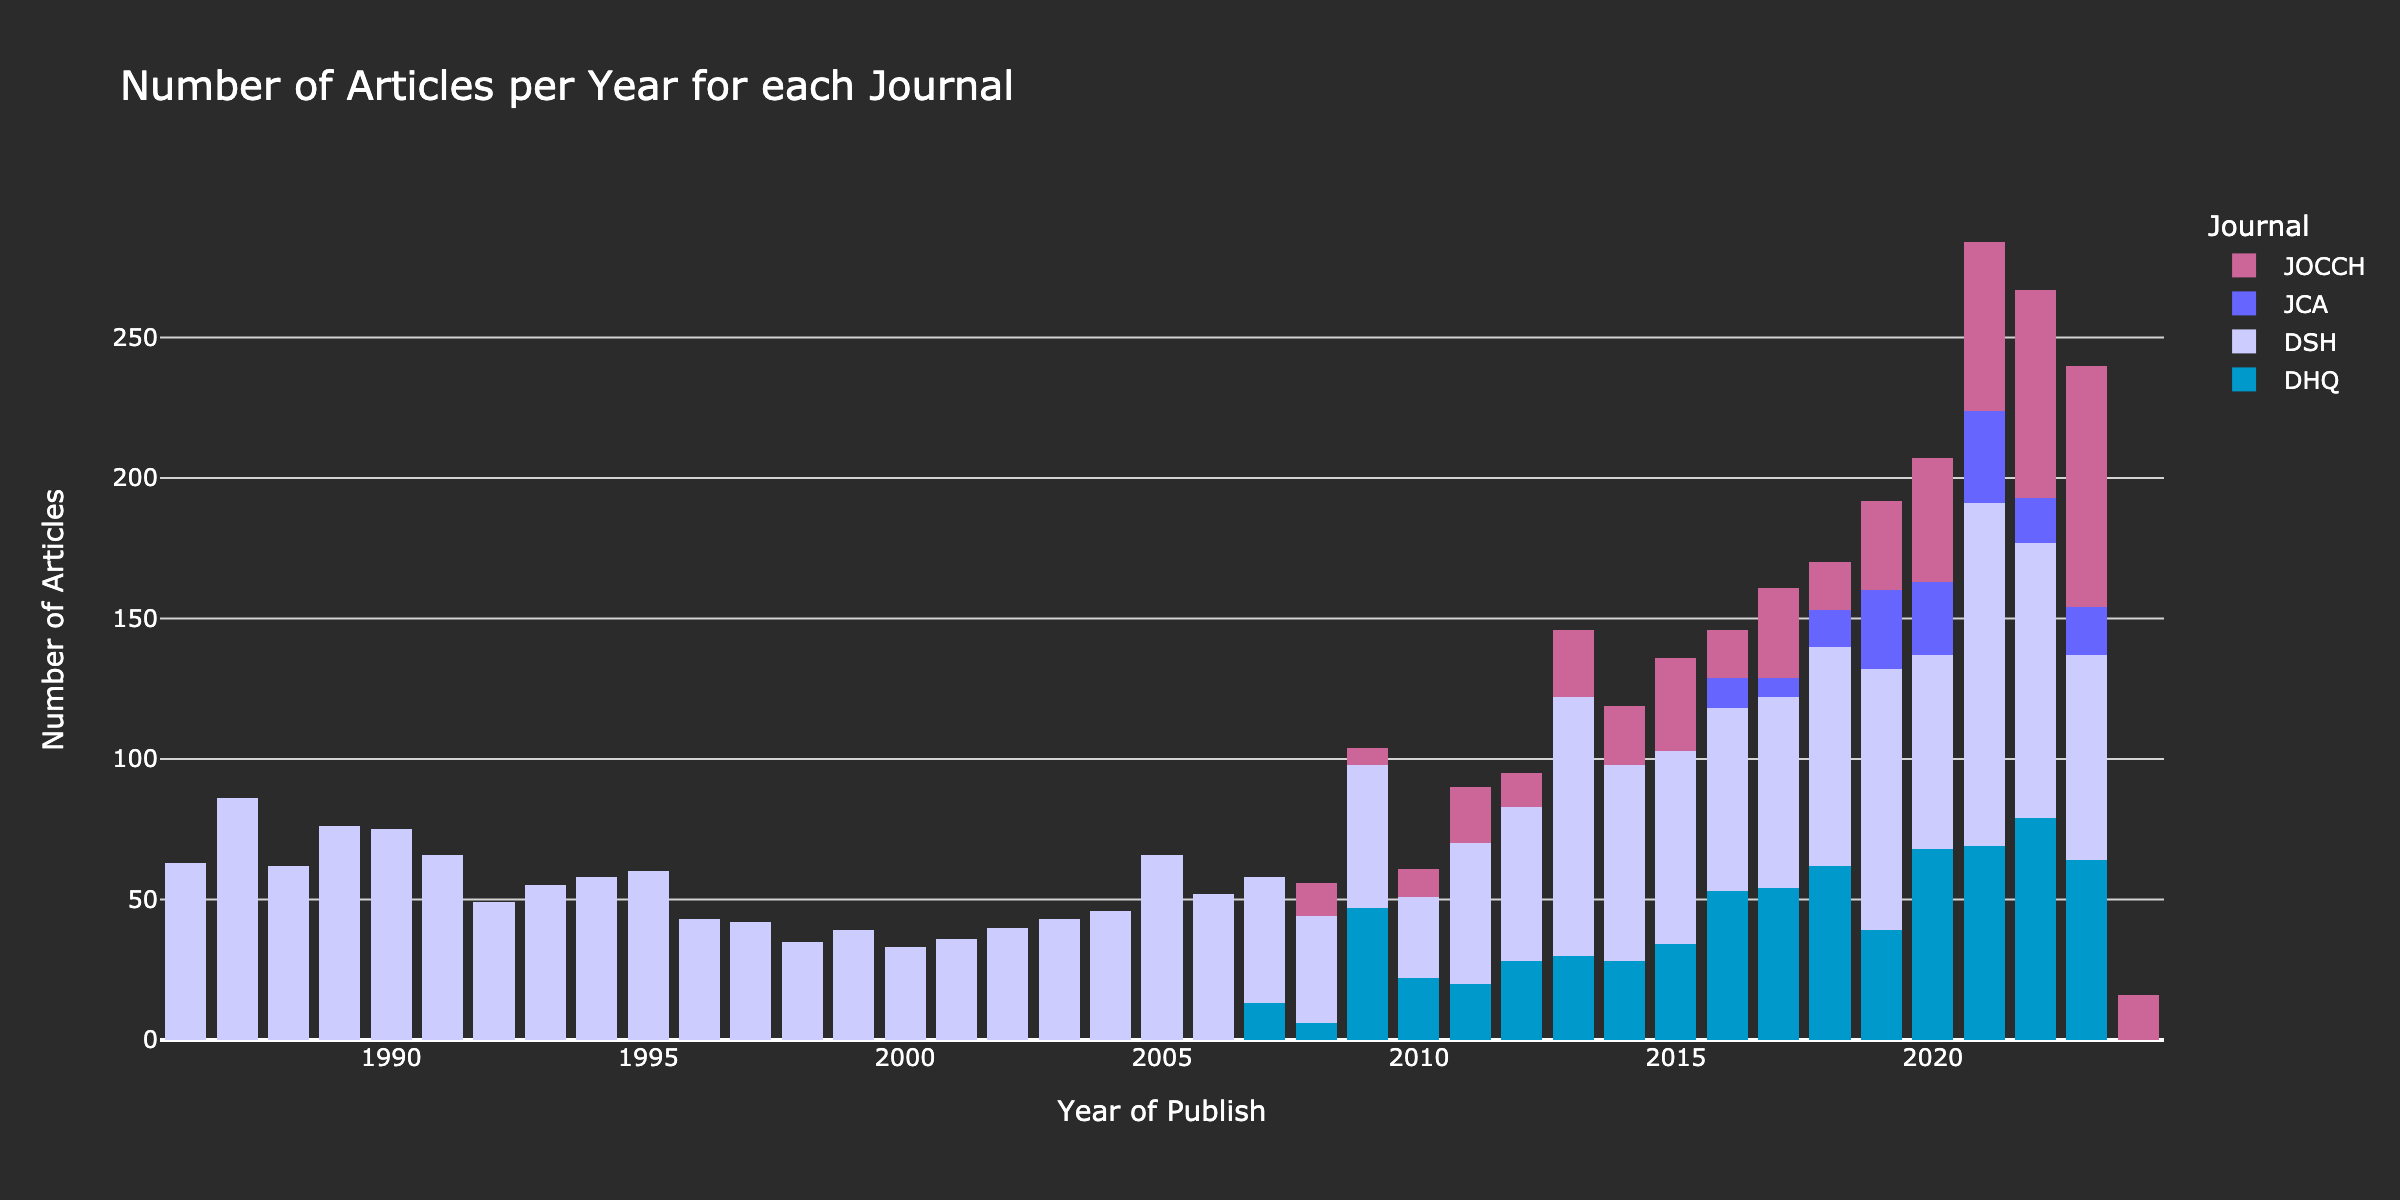 Number of Articles per Year for each Journal
Journal
JOCCH
JCA
DSH
DHQ
250
200
150
100
50
0
Number of Articles
1990 1995 2000 2005 2010 2015 2020
Year of Publish